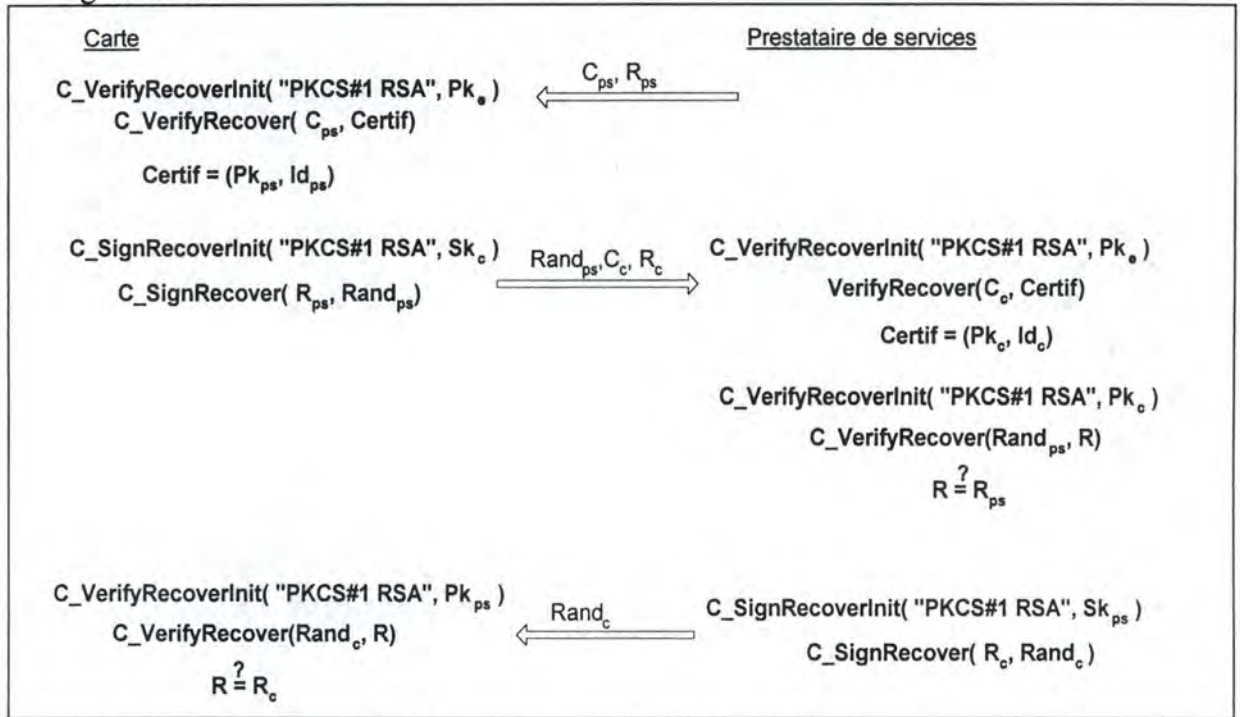 Carte
Prestataire de services
C_ps, R_ps
C_VerifyRecoverInit( "PKCS#1 RSA", Pk_e )
C_VerifyRecover( C_ps, Certif)
Certif = (Pk_ps, Id_ps)
C_SignRecoverInit( "PKCS#1 RSA", Sk_c )
C_SignRecover( R_ps, Rand_ps)
Rand_ps, C_c, R_c
C_VerifyRecoverInit( "PKCS#1 RSA", Pk_e )
VerifyRecover(C_c, Certif)
Certif = (Pk_c, Id_c)
C_VerifyRecoverInit( "PKCS#1 RSA", Pk_c )
C_VerifyRecover(Rand_ps, R)
R ?= R_ps
C_SignRecoverInit( "PKCS#1 RSA", Sk_ps )
C_SignRecover( R_c, Rand_c )
Rand_c
C_VerifyRecoverInit( "PKCS#1 RSA", Pk_ps )
C_VerifyRecover(Rand_c, R)
R ?= R_c